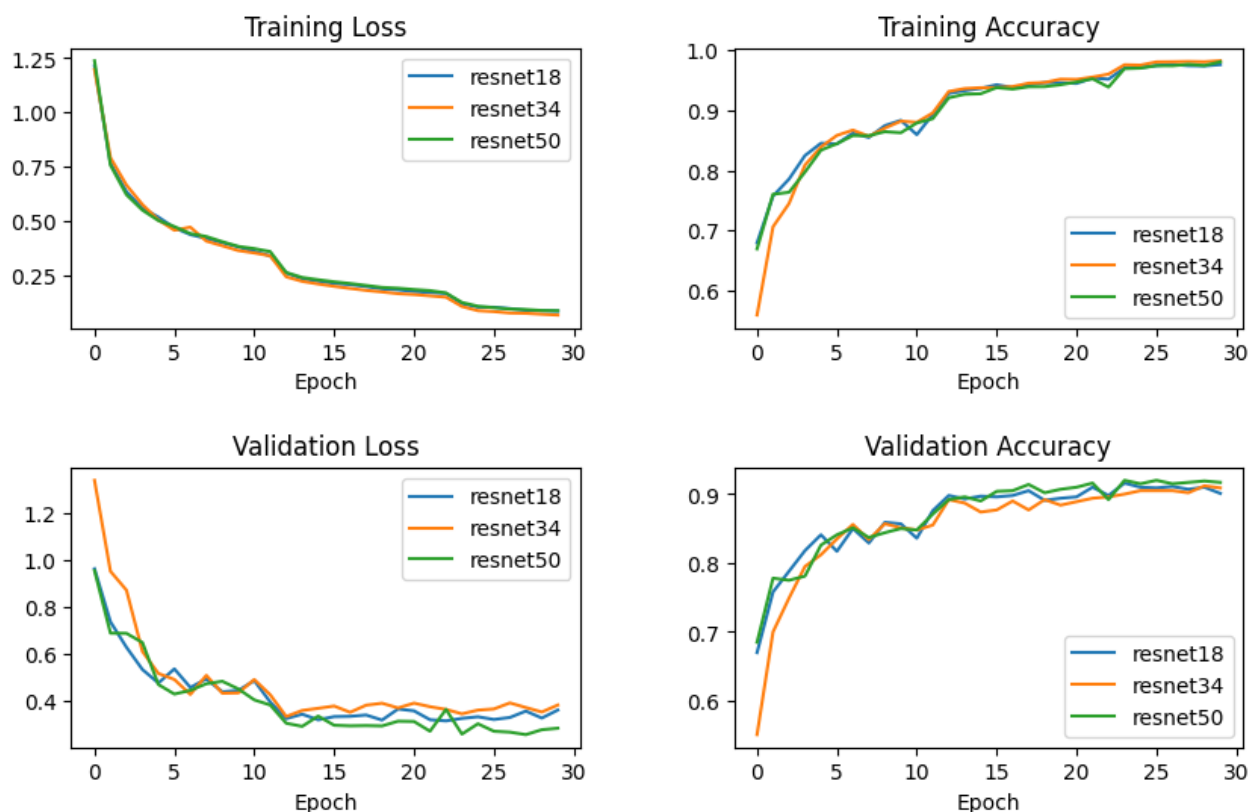 Training Loss
1.25
1.00
0.75
0.50
0.25
resnet18
resnet34
resnet50
0 5 10 15 20 25 30
Epoch
Training Accuracy
1.0
0.9
0.8
0.7
0.6
resnet18
resnet34
resnet50
0 5 10 15 20 25 30
Epoch
Validation Loss
1.2
1.0
0.8
0.6
0.4
resnet18
resnet34
resnet50
0 5 10 15 20 25 30
Epoch
Validation Accuracy
0.9
0.8
0.7
0.6
resnet18
resnet34
resnet50
0 5 10 15 20 25 30
Epoch